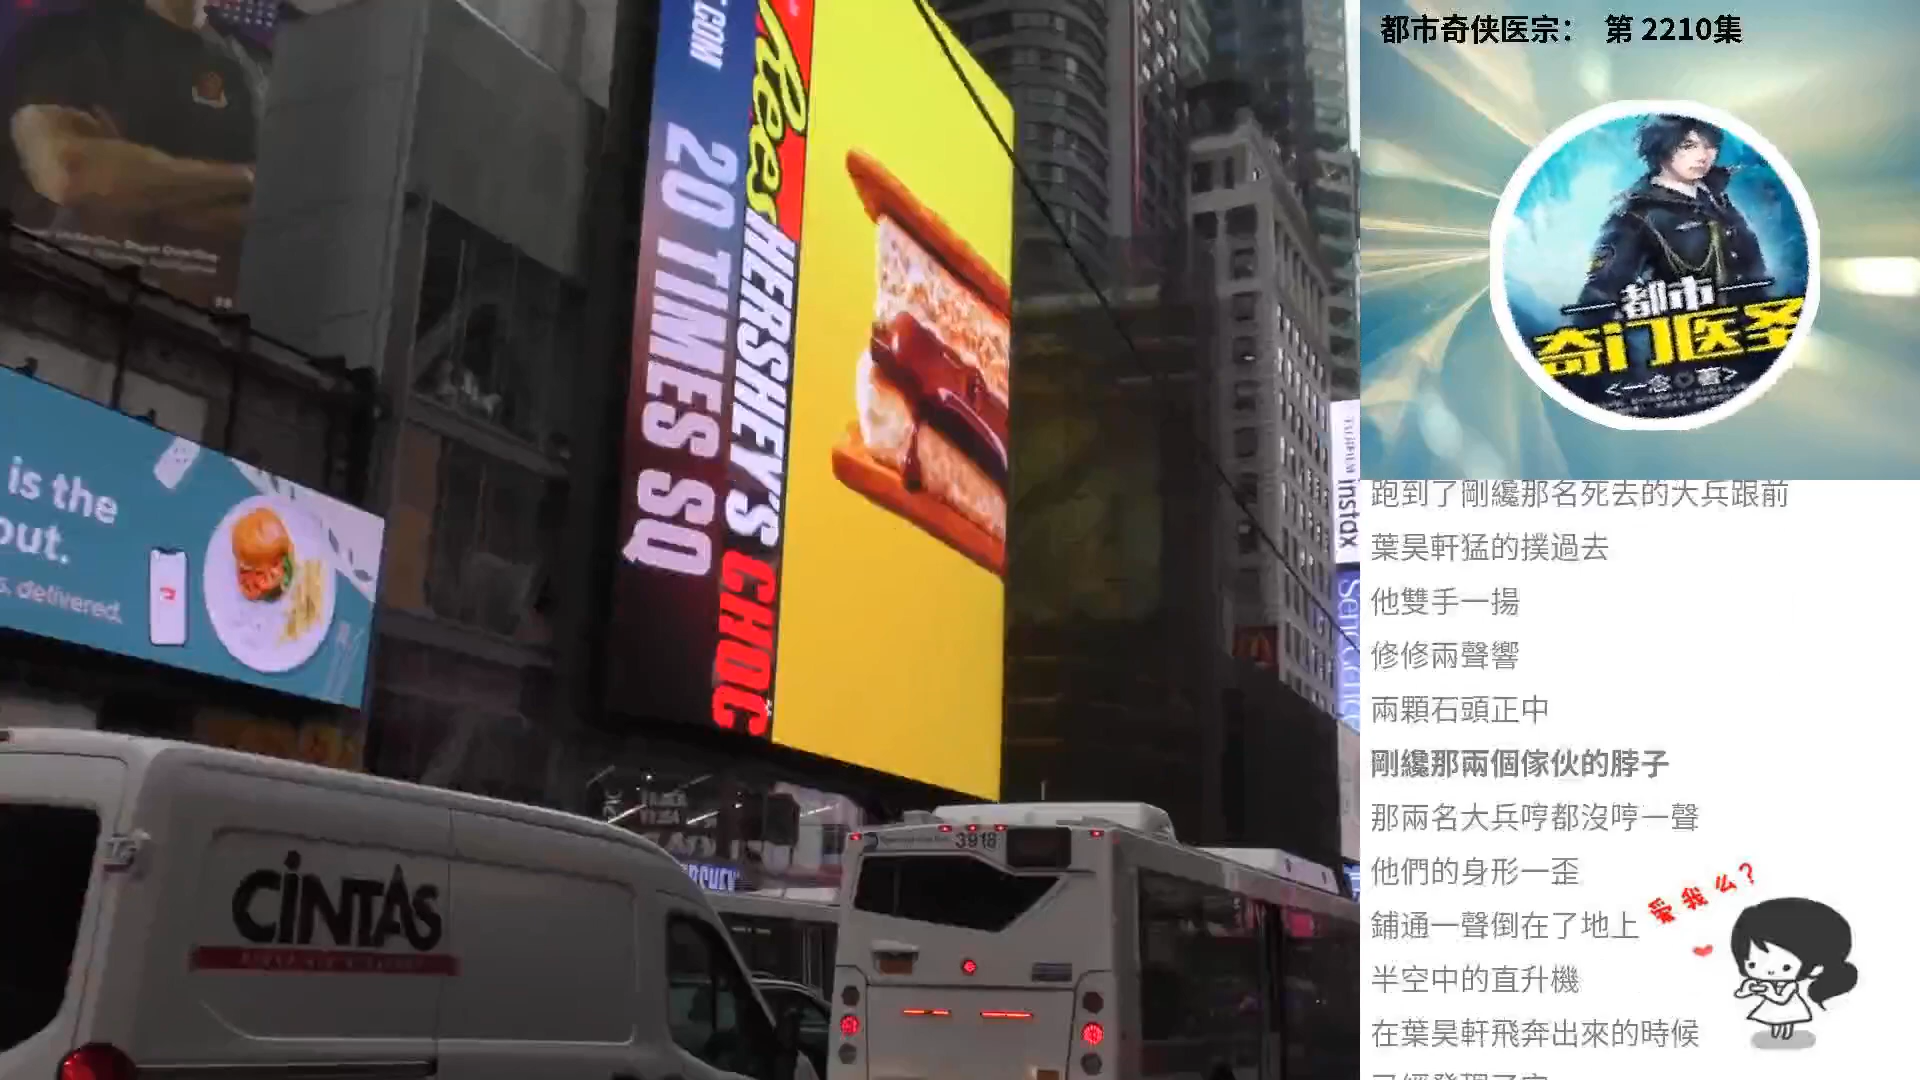 都市奇侠医宗： 第 2210集
都市
奇门医圣
<一念 著>
跑到了剛纔那名死去的大兵跟前
葉昊軒猛的撲過去
他雙手一揚
修修兩聲響
兩顆石頭正中
剛纔那兩個傢伙的脖子
那兩名大兵哼都沒哼一聲
他們的身形一歪
鋪通一聲倒在了地上
半空中的直升機
在葉昊軒飛奔出來的時候
爱我么?
.COM
20 TIMES SQ
HERSHEY'S
CHOC
is the
out.
delivered.
instax
CINTAS
3918